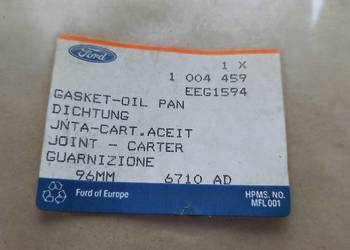 Ford
1 X
1 004 459
EEG1594
GASKET-OIL PAN
DICHTUNG
JNTA-CART.ACEIT
JOINT - CARTER
GUARNIZIONE
96MM 6710 AD
Ford of Europe
HPMS. NO.
MFL001